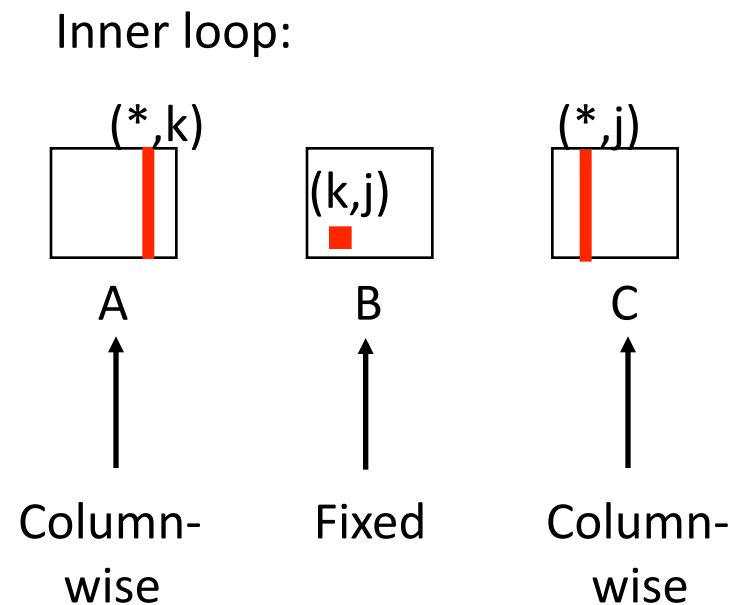 Inner loop:
(*,k)
(*,j)
(k,j)
A
B
C
Column-
wise
Fixed
Column-
wise